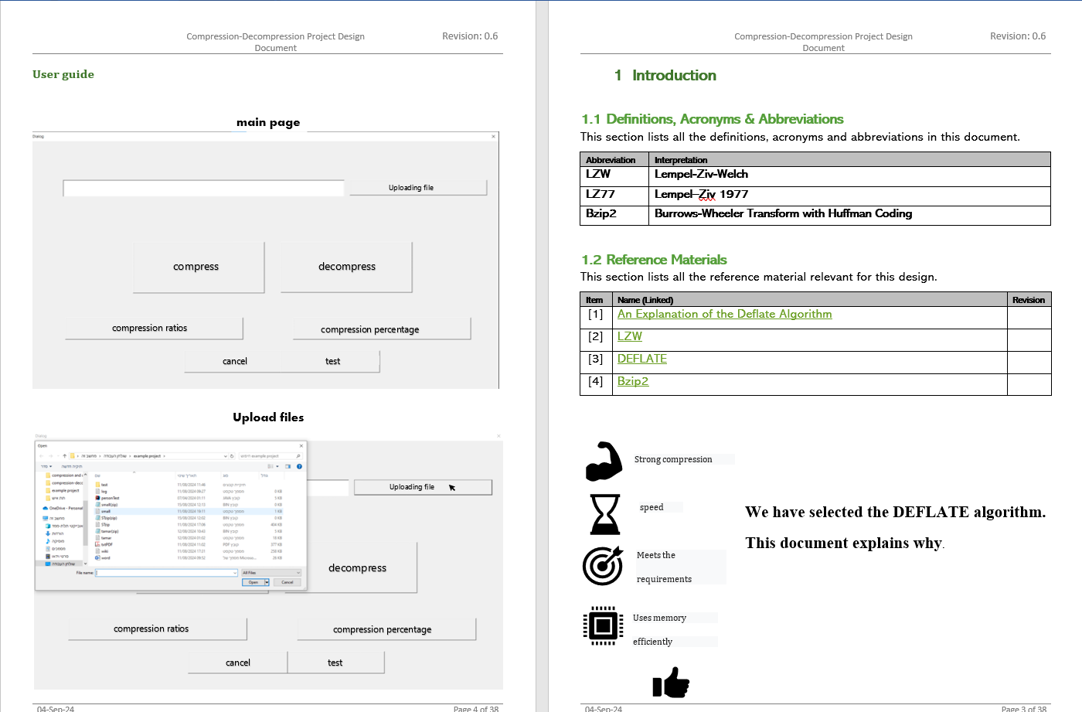 Compression-Decompression Project Design
Document
Revision: 0.6
User guide
main page
Dialog
Uploading file
compress
decompress
compression ratios
compression percentage
cancel
test
Upload files
Dialog
Open
example project
Uploading file
File name:
All Files
Open
Cancel
decompress
compression ratios
compression percentage
cancel
test
04-Sep-24
Page 4 of 38
Compression-Decompression Project Design
Document
Revision: 0.6
1 Introduction
1.1 Definitions, Acronyms & Abbreviations
This section lists all the definitions, acronyms and abbreviations in this document.
Abbreviation Interpretation
LZW Lempel-Ziv-Welch
LZ77 Lempel–Ziv 1977
Bzip2 Burrows-Wheeler Transform with Huffman Coding
1.2 Reference Materials
This section lists all the reference material relevant for this design.
Item Name (Linked) Revision
[1] An Explanation of the Deflate Algorithm
[2] LZW
[3] DEFLATE
[4] Bzip2
Strong compression
speed
Meets the
requirements
Uses memory
efficiently
We have selected the DEFLATE algorithm.
This document explains why.
04-Sep-24
Page 3 of 38